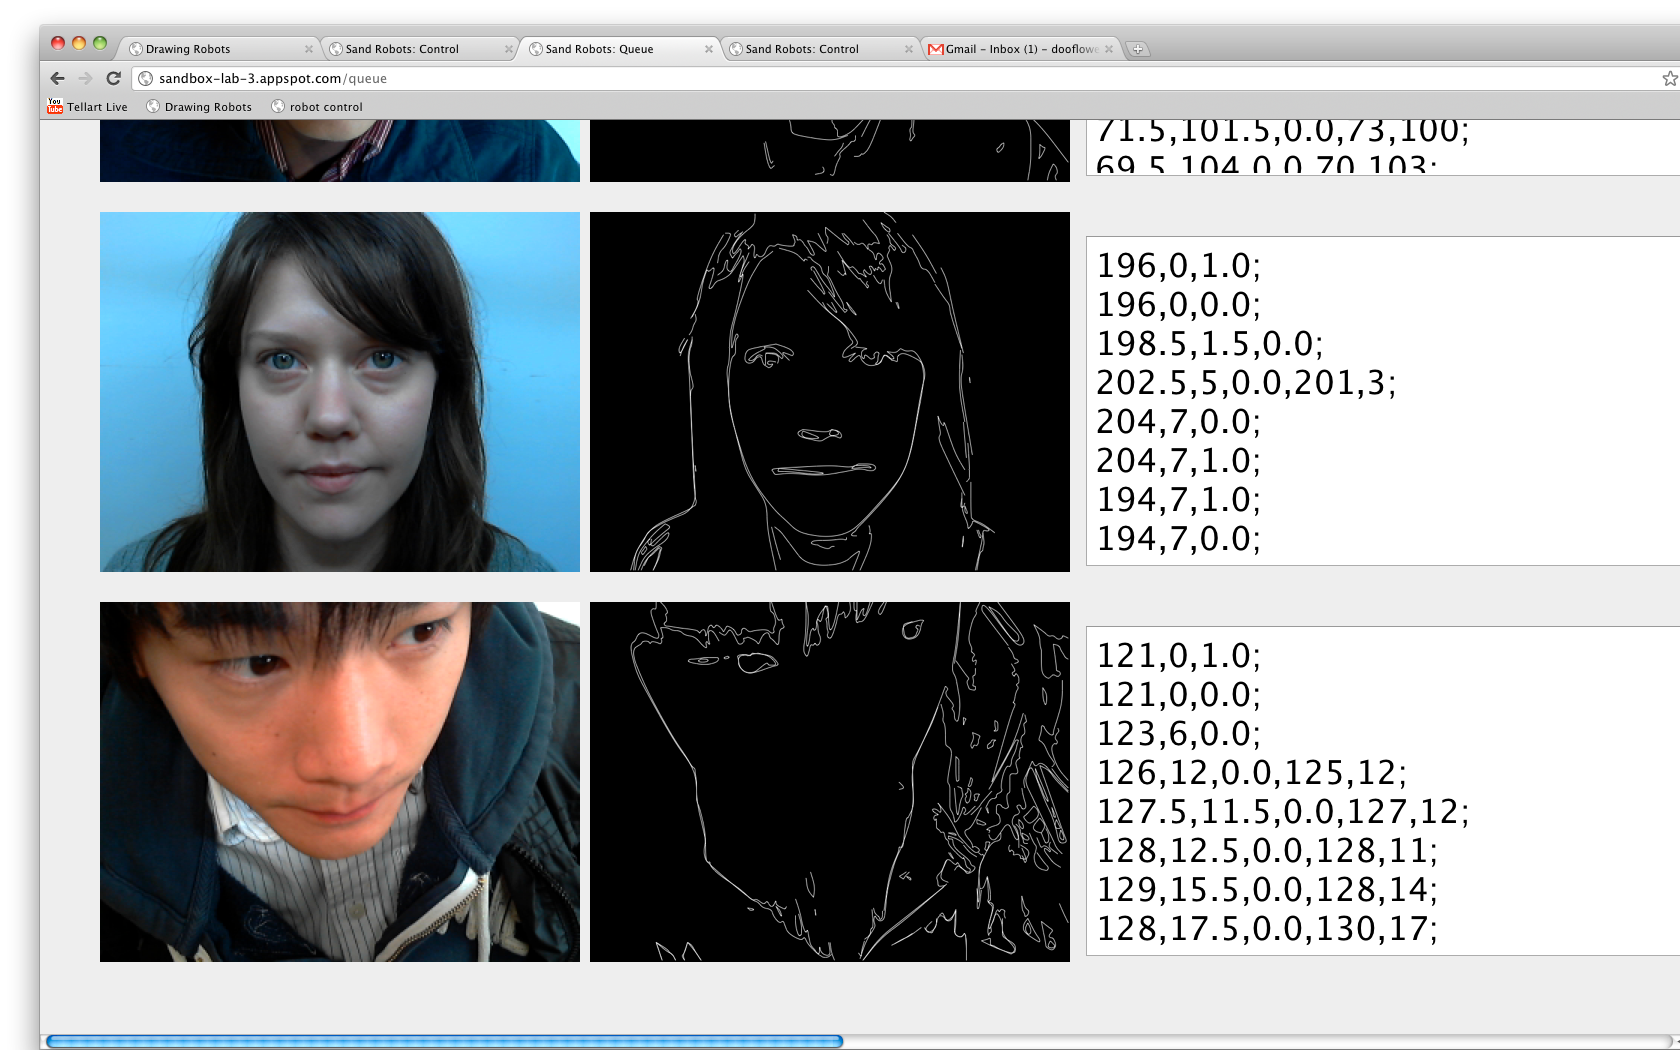 Drawing Robots
Sand Robots: Control
Sand Robots: Queue
Sand Robots: Control
Gmail - Inbox (1) - dooflowe
sandbox-lab-3.appspot.com/queue
You Tube Tellart Live
Drawing Robots
robot control
71.5,101.5,0.0,73,100;
69.5,104,0.0,70,103;
196,0,1.0;
196,0,0.0;
198.5,1.5,0.0;
202.5,5,0.0,201,3;
204,7,0.0;
204,7,1.0;
194,7,1.0;
194,7,0.0;
121,0,1.0;
121,0,0.0;
123,6,0.0;
126,12,0.0,125,12;
127.5,11.5,0.0,127,12;
128,12.5,0.0,128,11;
129,15.5,0.0,128,14;
128,17.5,0.0,130,17;